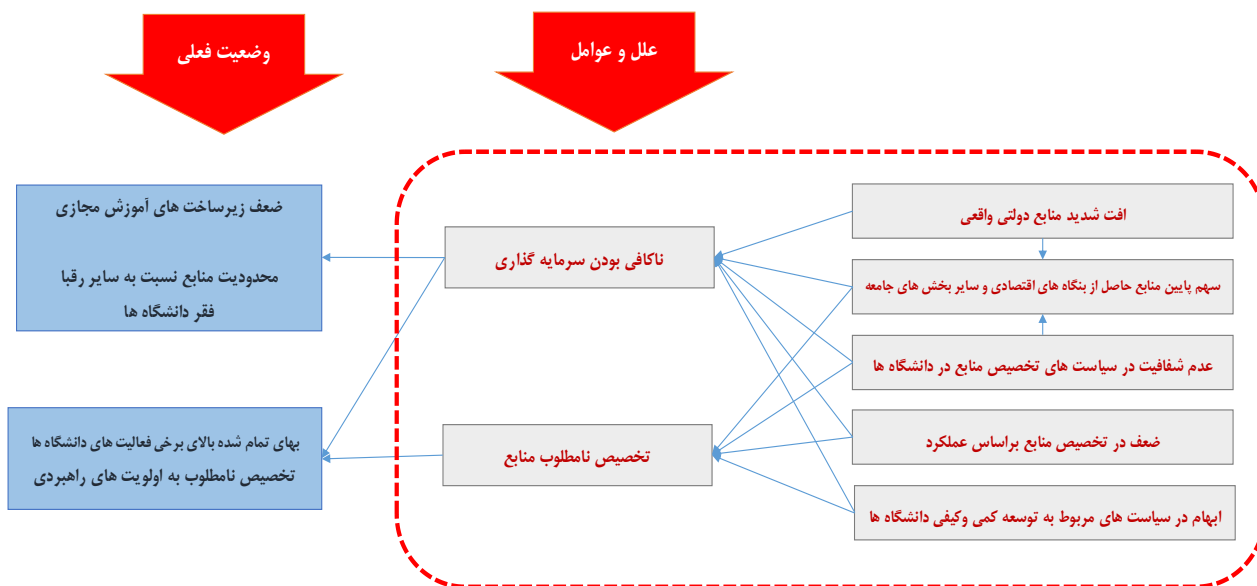 علل و عوامل
وضعیت فعلی
افت شدید منابع دولتی واقعی
سهم پایین منابع حاصل از بنگاه های اقتصادی و سایر بخش های جامعه
عدم شفافیت در سیاست های تخصیص منابع در دانشگاه ها
ضعف در تخصیص منابع براساس عملکرد
ابهام در سیاست های مربوط به توسعه کمی وکیفی دانشگاه ها
ناکافی بودن سرمایه گذاری
تخصیص نامطلوب منابع
ضعف زیرساخت های آموزش مجازی
محدودیت منابع نسبت به سایر رقبا
فقر دانشگاه ها
بهای تمام شده بالای برخی فعالیت های دانشگاه ها
تخصیص نامطلوب به اولویت های راهبردی